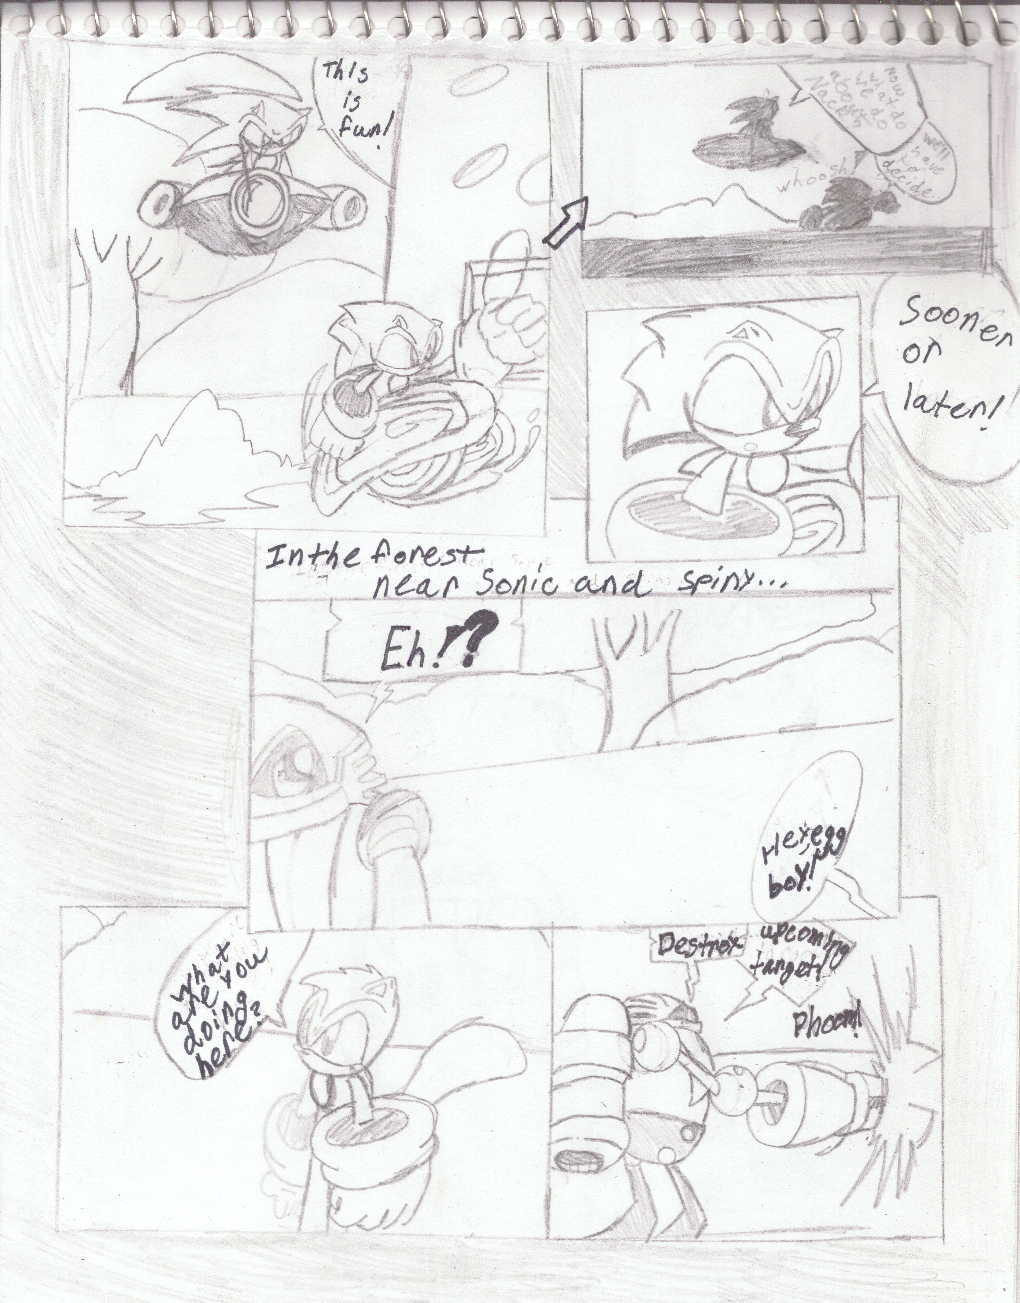 This
is
fun!
Now
what do
we do
whoosh!
we'll
have
to
decide.
Sooner
or
later!
In the forest
near Sonic and spiny...
Eh!??
Hey, egg
boy!
What
are you
doing
here?
Destroy
upcoming
target!
Phoom!